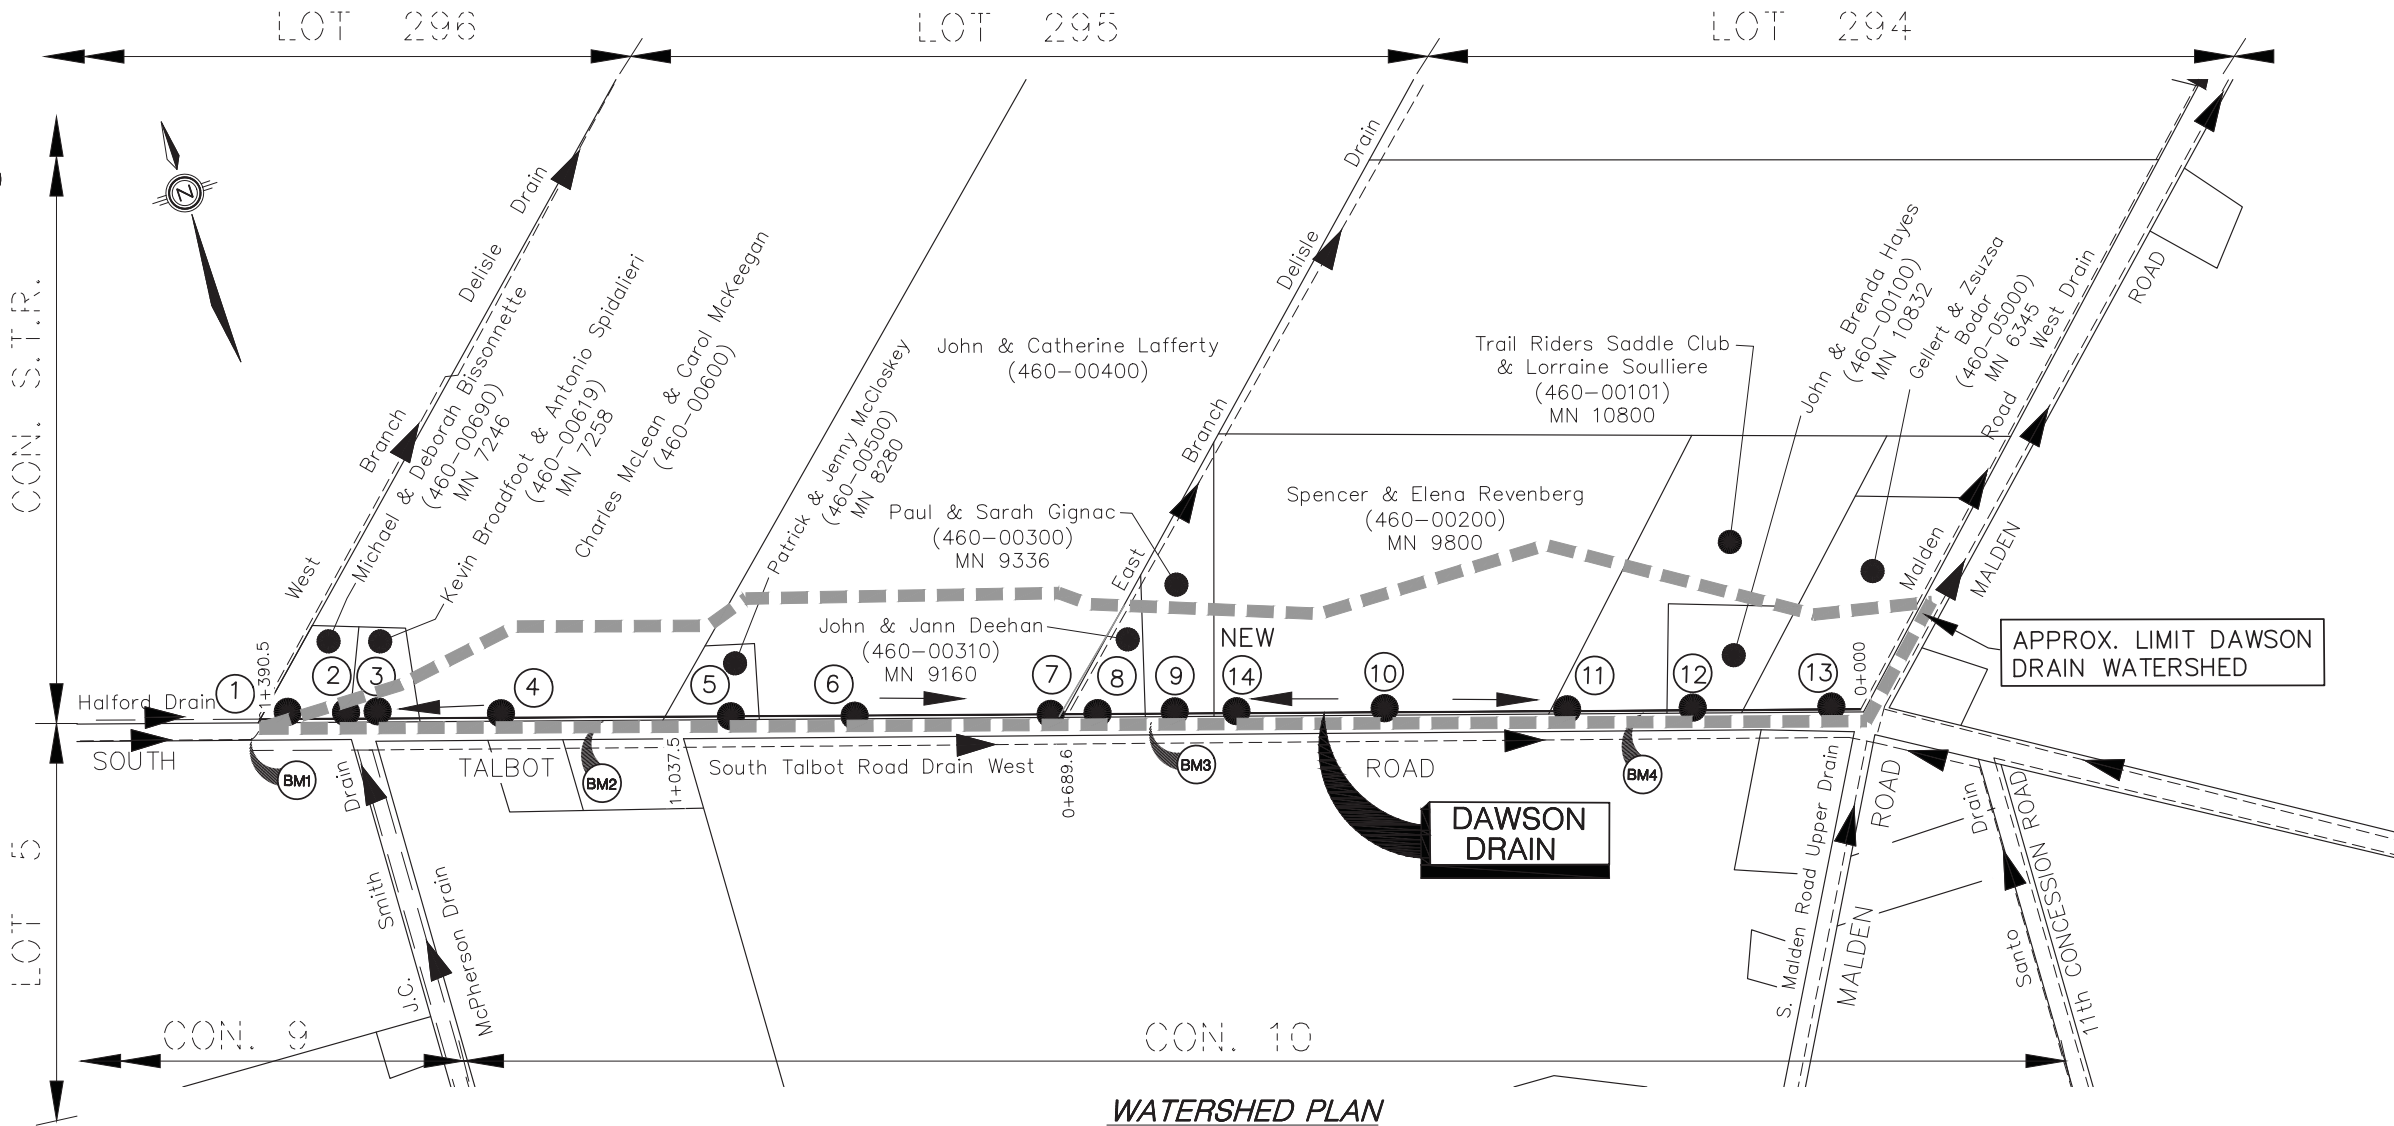 LOT 296
LOT 295
LOT 294
CON. S.T.R.
LOT 5
N
West Branch Delisle Drain
Michael & Deborah Bissonnette
(460-00690)
MN 7246
Kevin Broadfoot & Antonio Spidalieri
(460-00619)
MN 7258
Charles McLean & Carol McKeegan
(460-00600)
Patrick & Jenny McCloskey
(460-00500)
MN 8280
John & Catherine Lafferty
(460-00400)
Paul & Sarah Gignac
(460-00300)
MN 9336
John & Jann Deehan
(460-00310)
MN 9160
East Branch Delisle Drain
Spencer & Elena Revenberg
(460-00200)
MN 9800
Trail Riders Saddle Club
& Lorraine Soulliere
(460-00101)
MN 10800
John & Brenda Hayes
(460-00100)
MN 10832
Gellert & Zsuzsa
Bodor
(460-05000)
MN 6345
Malden Road West Drain
MALDEN ROAD
APPROX. LIMIT DAWSON
DRAIN WATERSHED
NEW
1
2
3
4
5
6
7
8
9
14
10
11
12
13
1+390.5
1+037.5
0+689.6
0+000
Halford Drain
SOUTH TALBOT ROAD
South Talbot Road Drain West
BM1
BM2
BM3
BM4
DAWSON
DRAIN
J.C. Smith Drain
McPherson Drain
S. Malden Road Upper Drain
MALDEN ROAD
Santo Drain
11th CONCESSION ROAD
CON. 9
CON. 10
WATERSHED PLAN